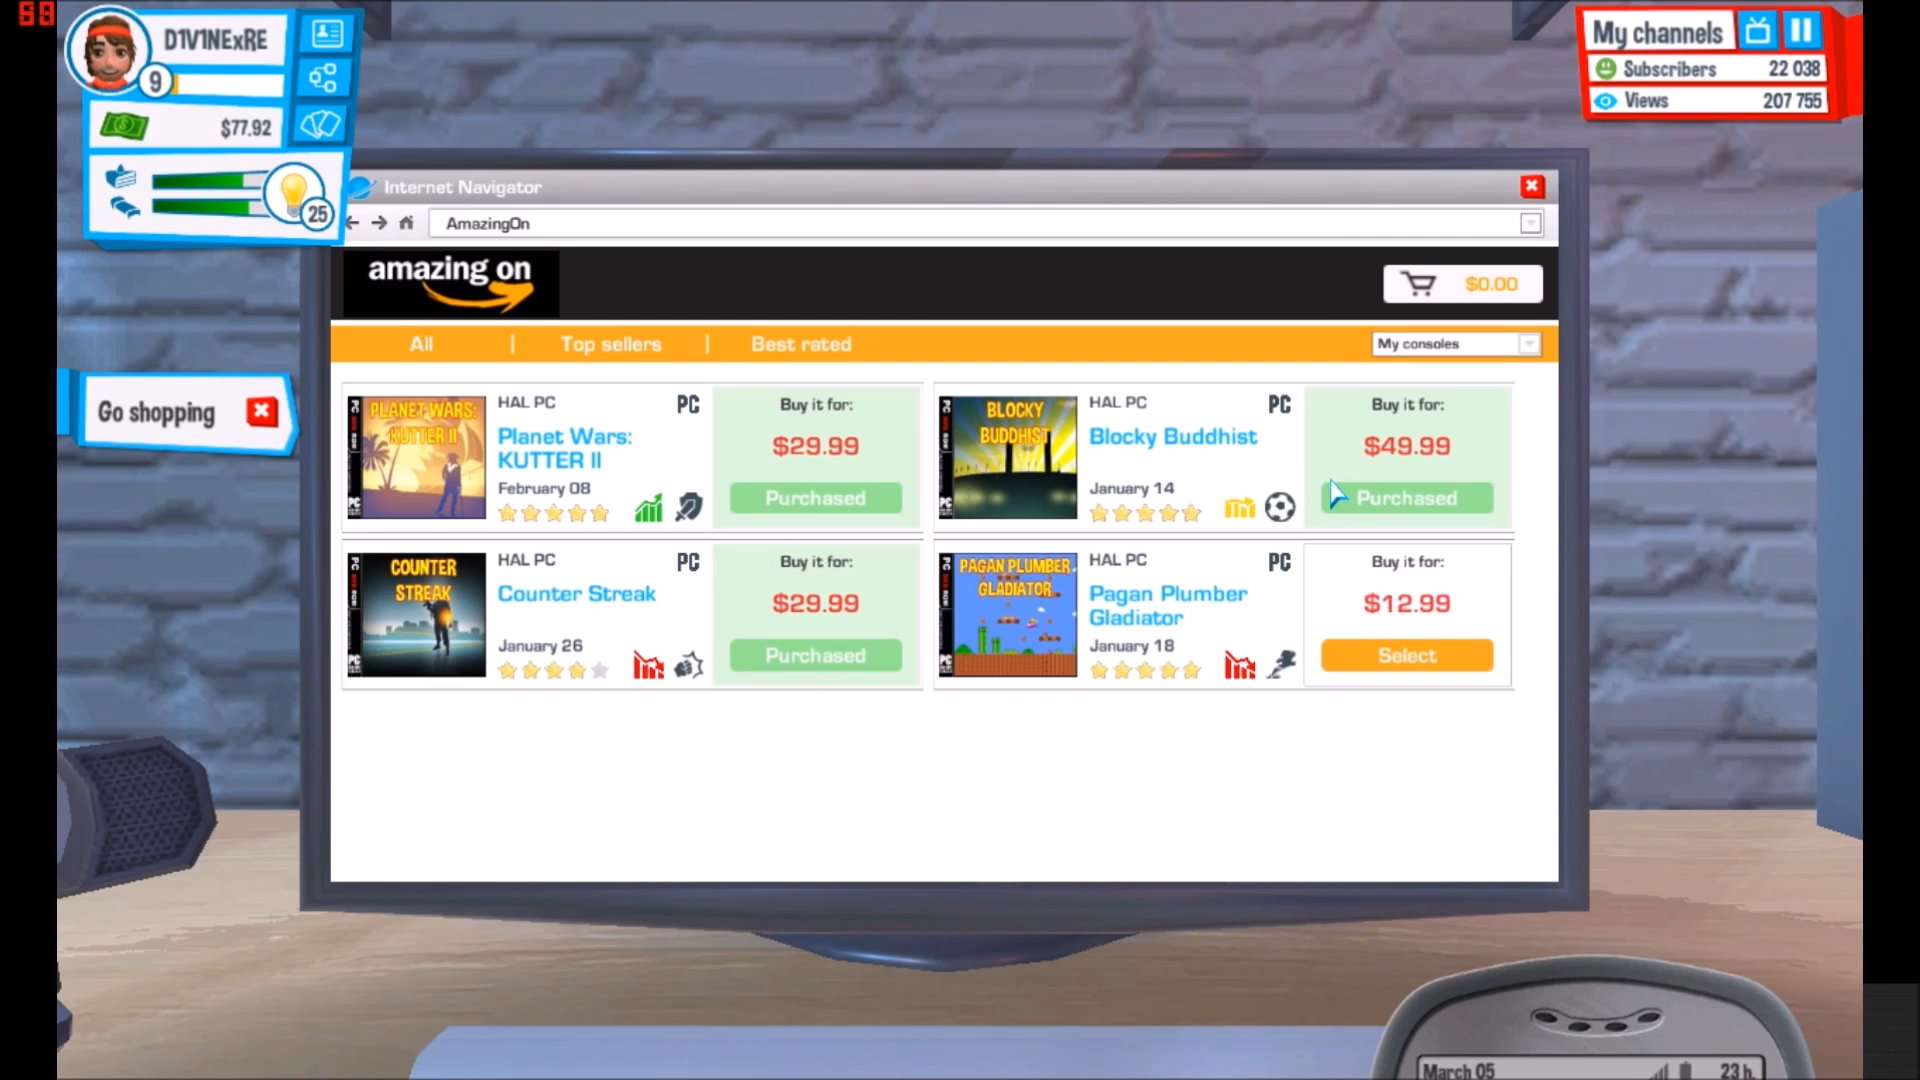 69
D1V1NExRE
9
$77.92
25
My channels
Subscribers 22 038
Views 207 755
Internet Navigator
AmazingOn
amazing on
$0.00
All | Top sellers | Best rated
My consoles
Go shopping
PLANET WARS:
KUTTER II
HAL PC PC
Planet Wars:
KUTTER II
February 08
Buy it for:
$29.99
Purchased
BLOCKY
BUDDHIST
HAL PC PC
Blocky Buddhist
January 14
Buy it for:
$49.99
Purchased
COUNTER
STREAK
HAL PC PC
Counter Streak
January 26
Buy it for:
$29.99
Purchased
PAGAN PLUMBER
GLADIATOR
HAL PC PC
Pagan Plumber
Gladiator
January 18
Buy it for:
$12.99
Select
March 05 23 h.